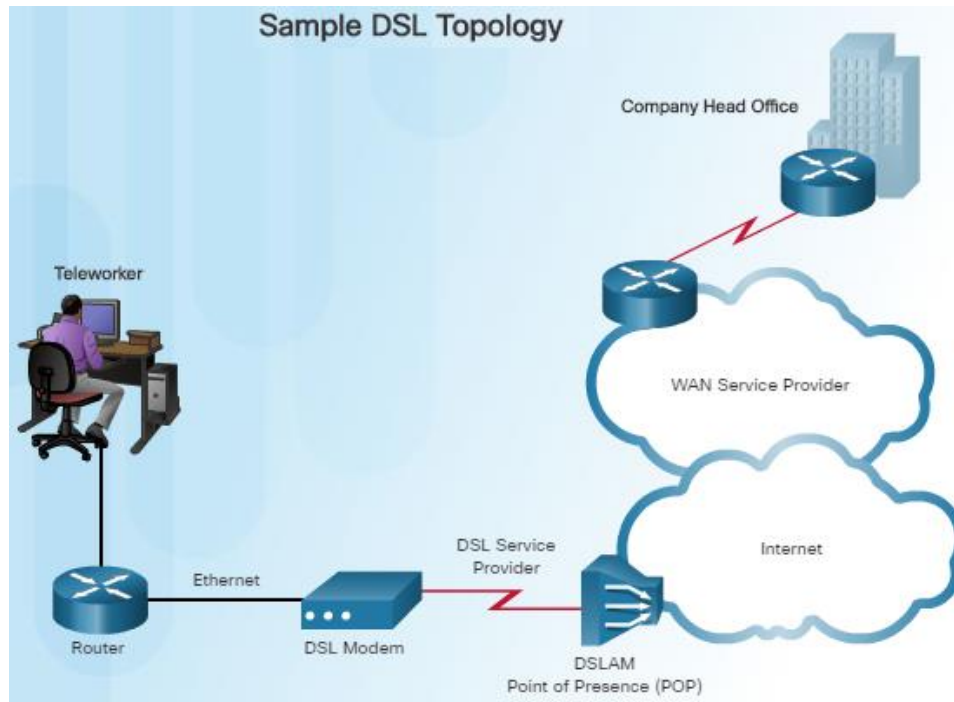 Sample DSL Topology
Company Head Office
Teleworker
WAN Service Provider
DSL Service
Provider
Internet
Ethernet
Router
DSL Modem
DSLAM
Point of Presence (POP)